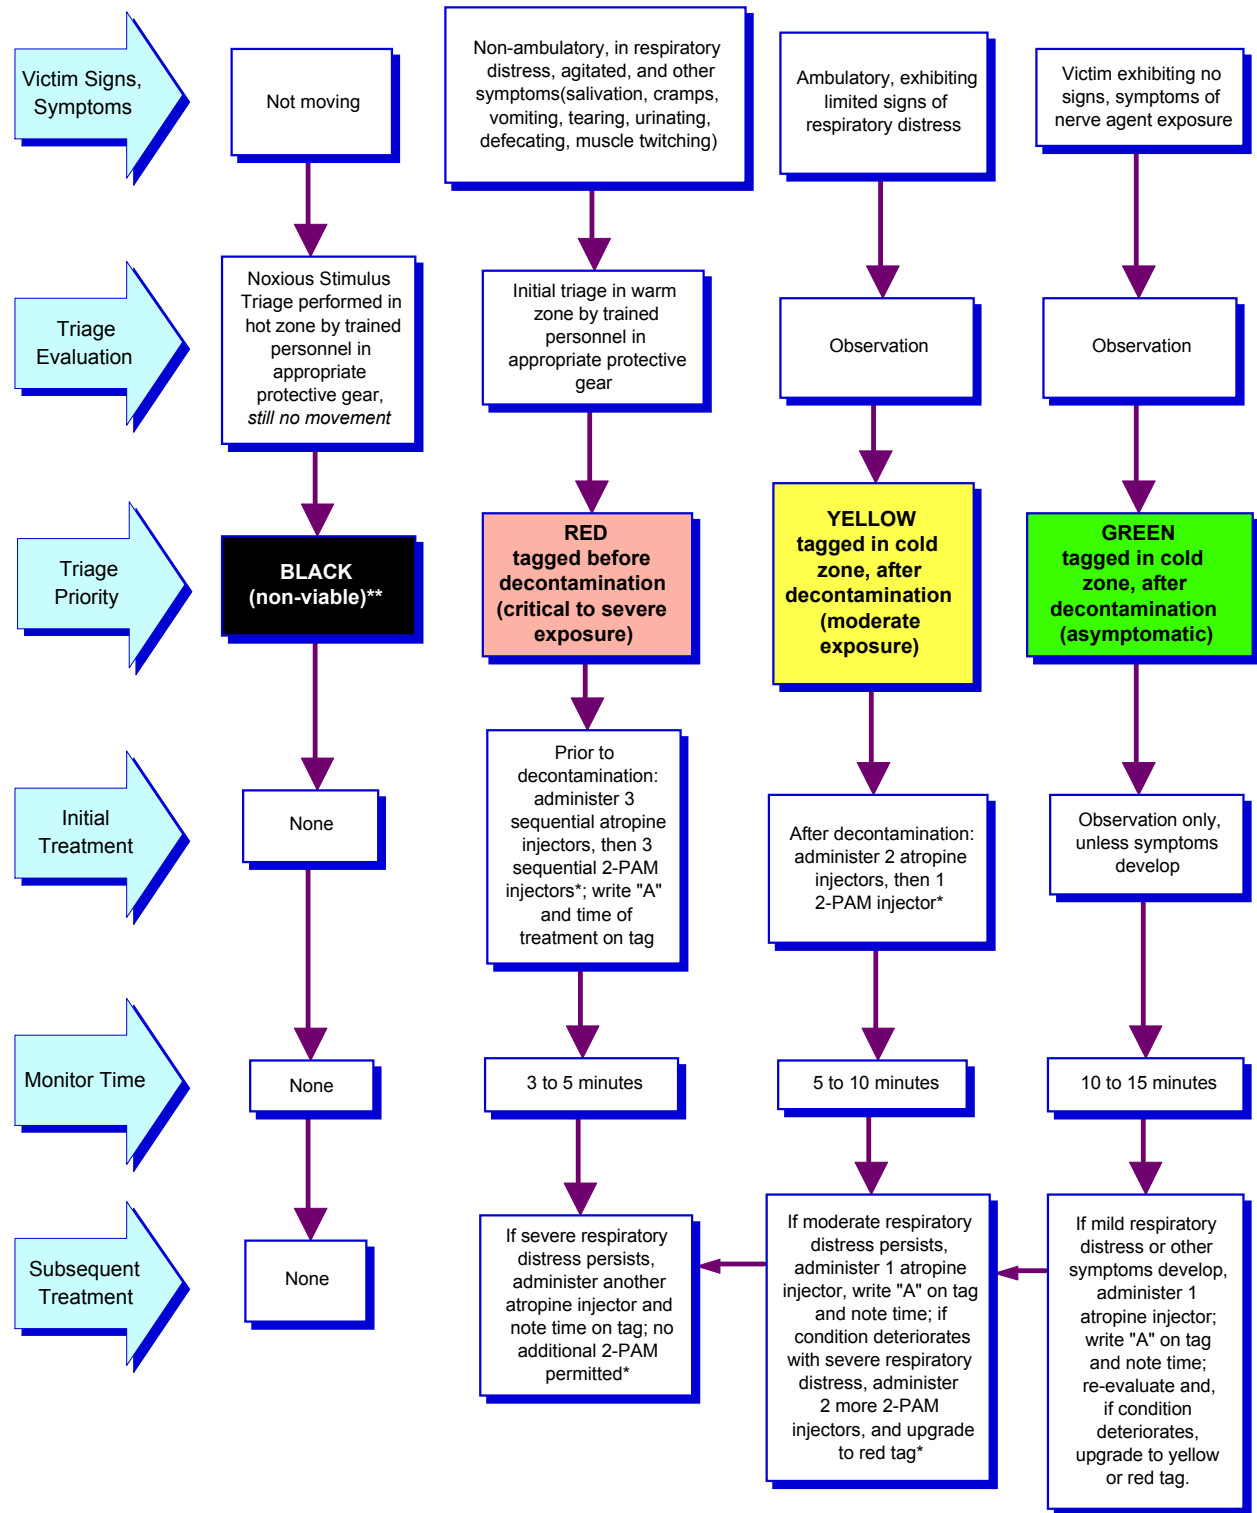 Victim Signs,
Symptoms
Not moving
Non-ambulatory, in respiratory
distress, agitated, and other
symptoms(salivation, cramps,
vomiting, tearing, urinating,
defecating, muscle twitching)
Ambulatory, exhibiting
limited signs of
respiratory distress
Victim exhibiting no
signs, symptoms of
nerve agent exposure
Triage
Evaluation
Noxious Stimulus
Triage performed in
hot zone by trained
personnel in
appropriate
protective gear,
still no movement
Initial triage in warm
zone by trained
personnel in
appropriate protective
gear
Observation
Observation
Triage
Priority
BLACK
(non-viable)**
RED
tagged before
decontamination
(critical to severe
exposure)
YELLOW
tagged in cold
zone, after
decontamination
(moderate
exposure)
GREEN
tagged in cold
zone, after
decontamination
(asymptomatic)
Initial
Treatment
None
Prior to
decontamination:
administer 3
sequential atropine
injectors, then 3
sequential 2-PAM
injectors*; write "A"
and time of
treatment on tag
After decontamination:
administer 2 atropine
injectors, then 1
2-PAM injector*
Observation only,
unless symptoms
develop
Monitor Time
None
3 to 5 minutes
5 to 10 minutes
10 to 15 minutes
Subsequent
Treatment
None
If severe respiratory
distress persists,
administer another
atropine injector and
note time on tag; no
additional 2-PAM
permitted*
If moderate respiratory
distress persists,
administer 1 atropine
injector, write "A" on tag
and note time; if
condition deteriorates
with severe respiratory
distress, administer
2 more 2-PAM
injectors, and upgrade
to red tag*
If mild respiratory
distress or other
symptoms develop,
administer 1
atropine injector;
write "A" on tag
and note time;
re-evaluate and,
if condition
deteriorates,
upgrade to yellow
or red tag.